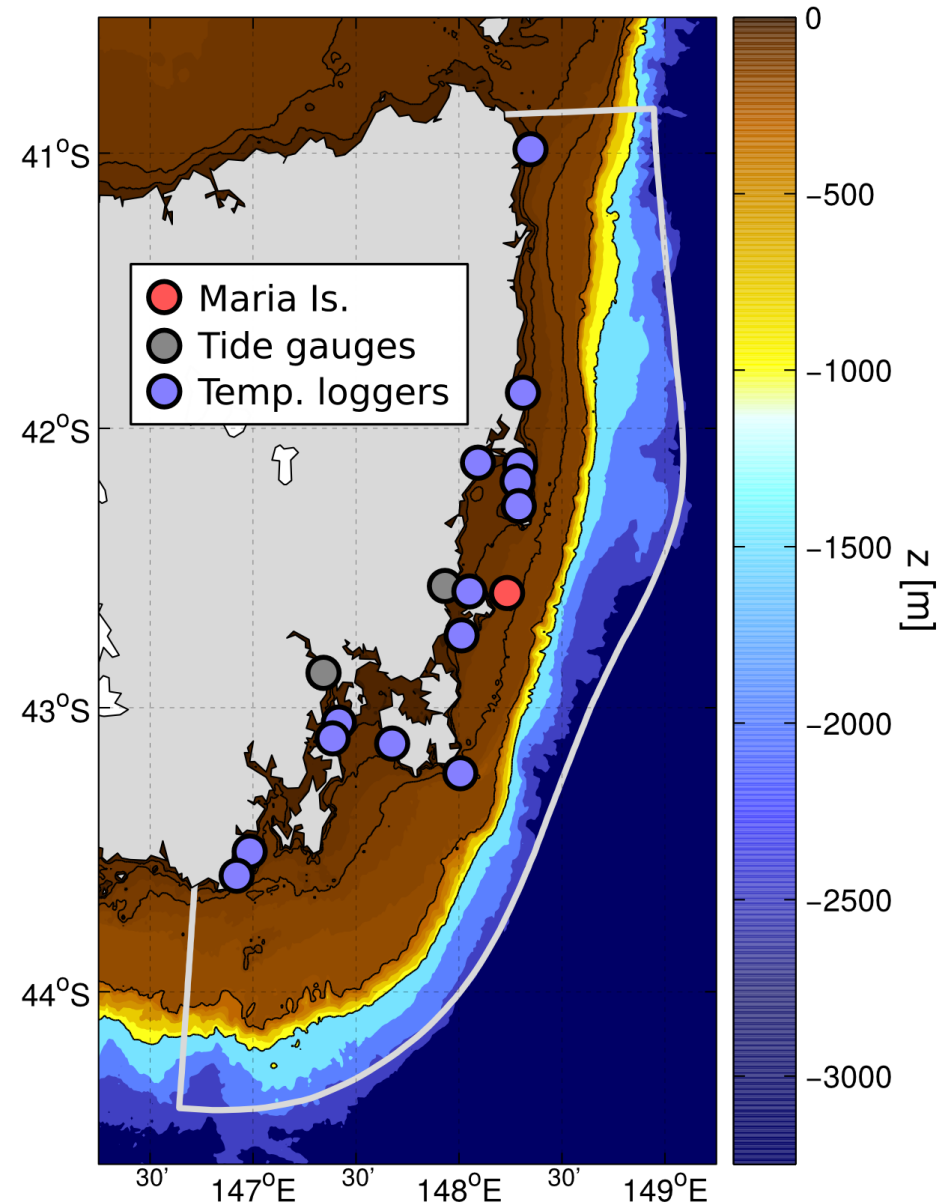 41°S
42°S
43°S
44°S
Maria Is.
Tide gauges
Temp. loggers
30’ 147°E 30’ 148°E 30’ 149°E
0
−500
−1000
−1500
−2000
−2500
−3000
z [m]